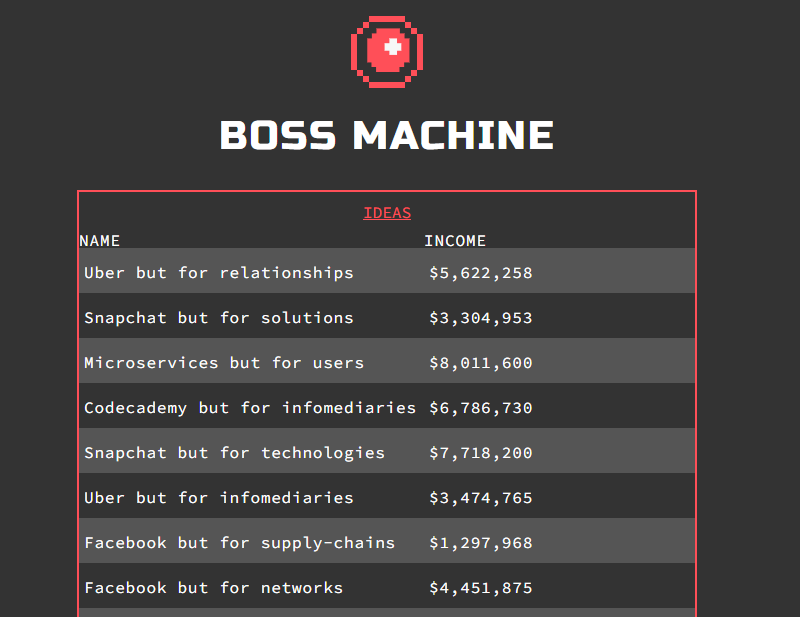 BOSS MACHINE
IDEAS
NAME INCOME
Uber but for relationships $5,622,258
Snapchat but for solutions $3,304,953
Microservices but for users $8,011,600
Codecademy but for infomediaries $6,786,730
Snapchat but for technologies $7,718,200
Uber but for infomediaries $3,474,765
Facebook but for supply-chains $1,297,968
Facebook but for networks $4,451,875